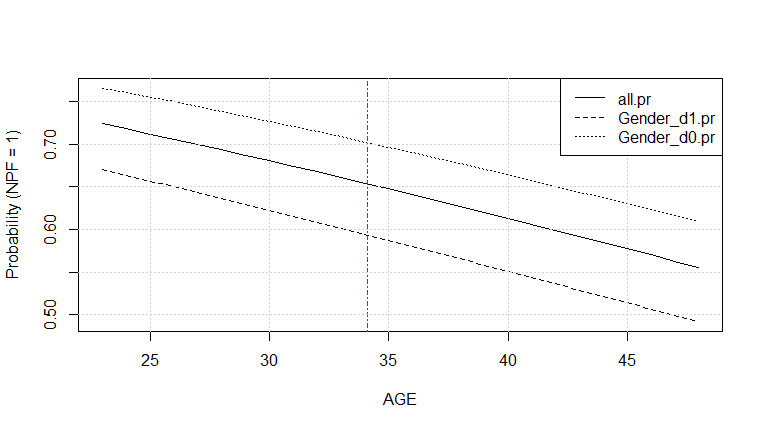 all.pr
Gender_d1.pr
Gender_d0.pr
Probability (NPF = 1)
0.70
0.60
0.50
25 30 35 40 45
AGE